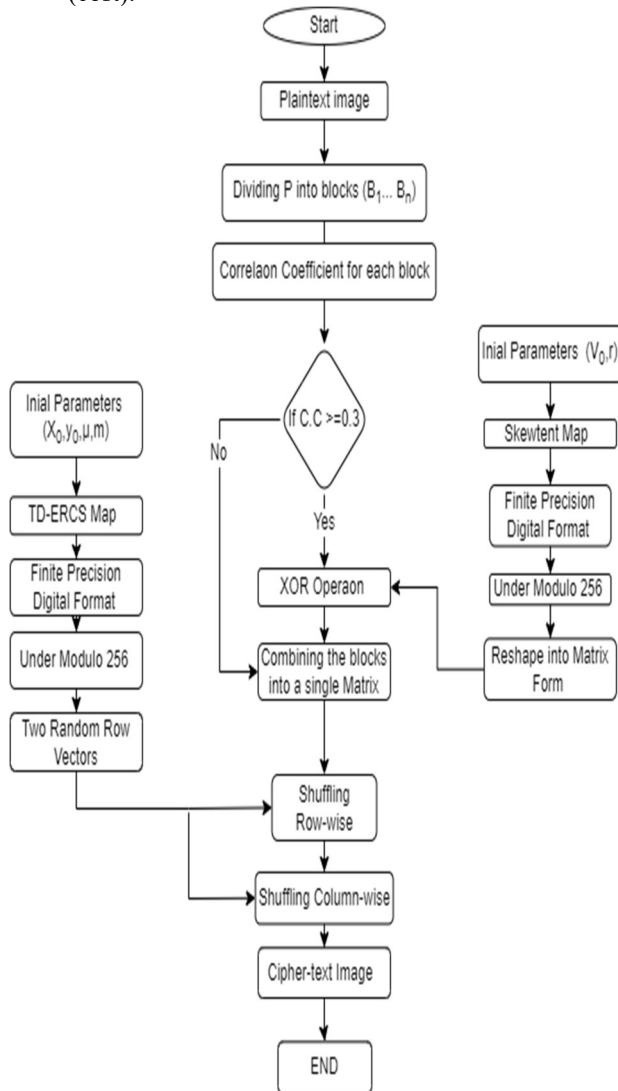 Start
Plaintext image
Dividing P into blocks (B₁... Bₙ)
Correlaon Coefficient for each block
If C.C >=0.3
No
Yes
XOR Operaon
Combining the blocks
into a single Matrix
Shuffling
Row-wise
Shuffling Column-wise
Cipher-text Image
END
Inial Parameters
(X₀,y₀,μ,m)
TD-ERCS Map
Finite Precision
Digital Format
Under Modulo 256
Two Random Row
Vectors
Inial Parameters (V₀,r)
Skewtent Map
Finite Precision
Digital Format
Under Modulo 256
Reshape into Matrix
Form